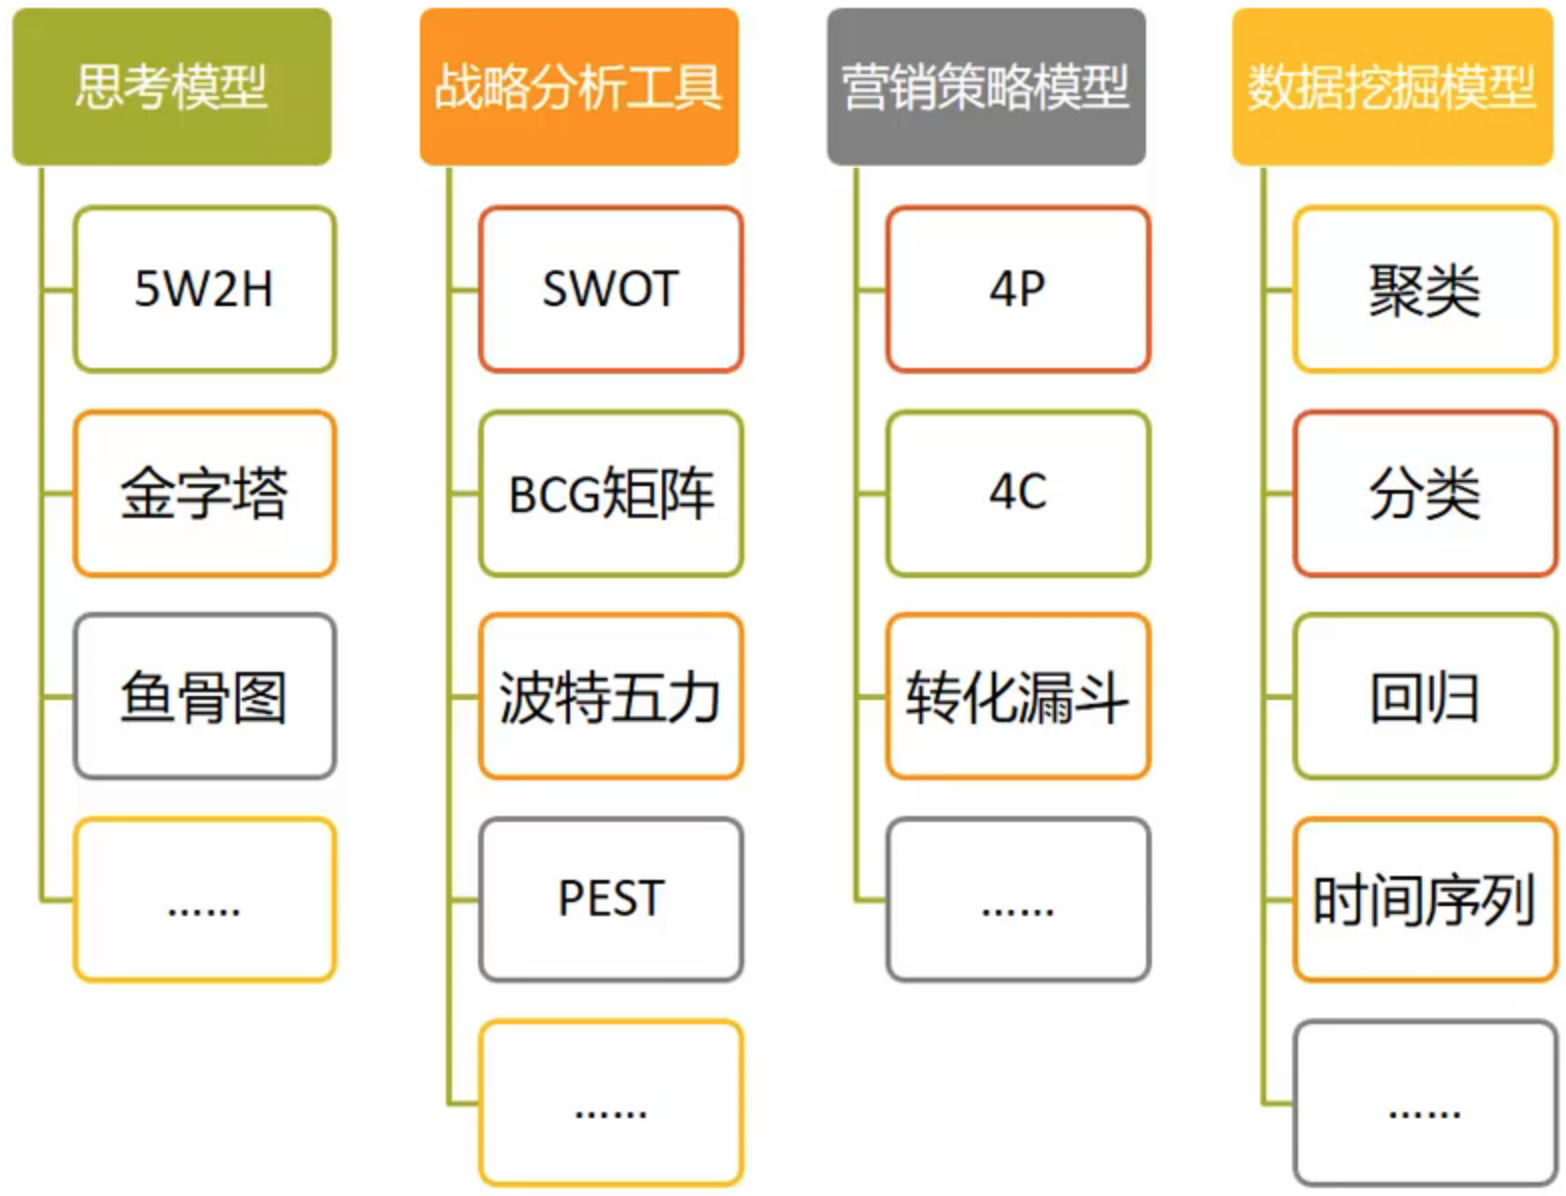 思考模型
5W2H
金字塔
鱼骨图
……
战略分析工具
SWOT
BCG矩阵
波特五力
PEST
……
营销策略模型
4P
4C
转化漏斗
……
数据挖掘模型
聚类
分类
回归
时间序列
……